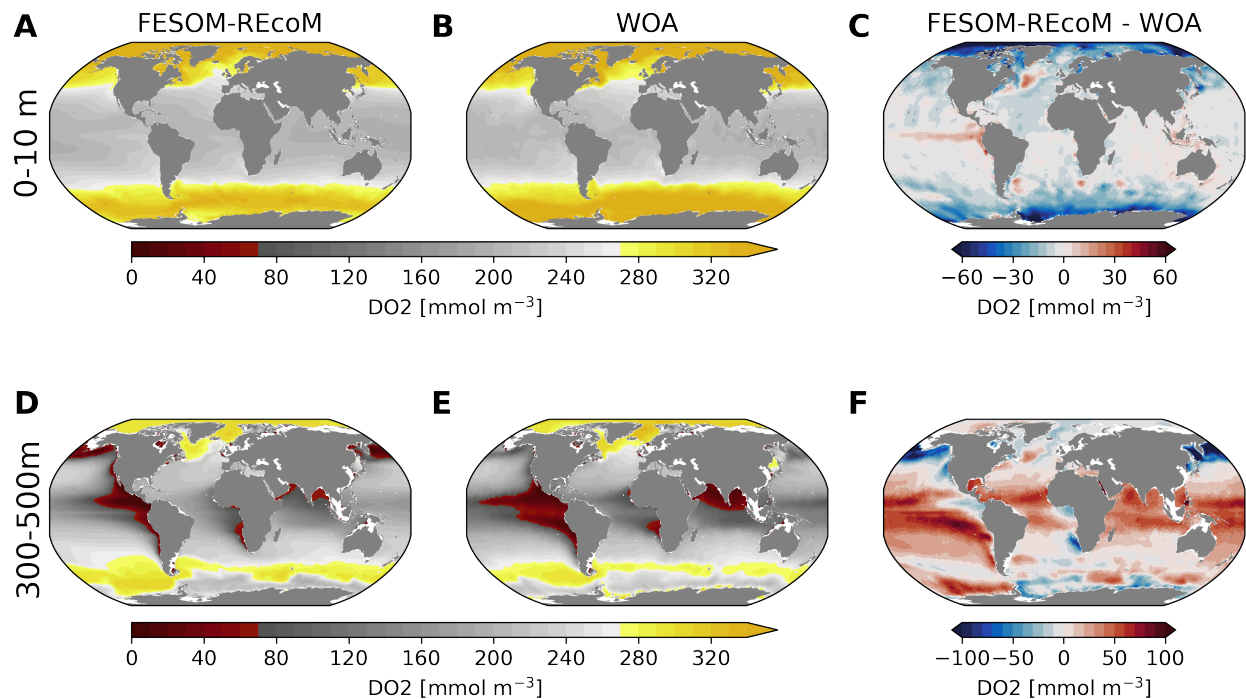 A FESOM-REcoM B WOA C FESOM-REcoM - WOA
0-10 m
0 40 80 120 160 200 240 280 320 −60 −30 0 30 60
DO2 [mmol m⁻³] DO2 [mmol m⁻³]
D E F
300-500m
0 40 80 120 160 200 240 280 320 −100 −50 0 50 100
DO2 [mmol m⁻³] DO2 [mmol m⁻³]